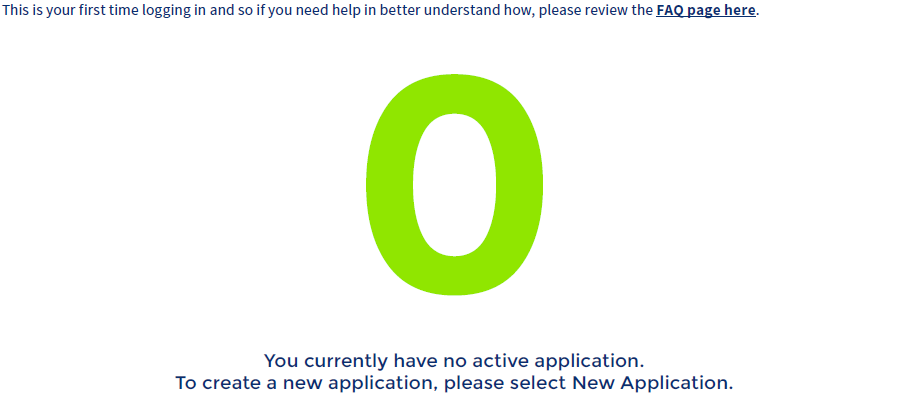 This is your first time logging in and so if you need help in better understand how, please review the FAQ page here.
0
You currently have no active application.
To create a new application, please select New Application.